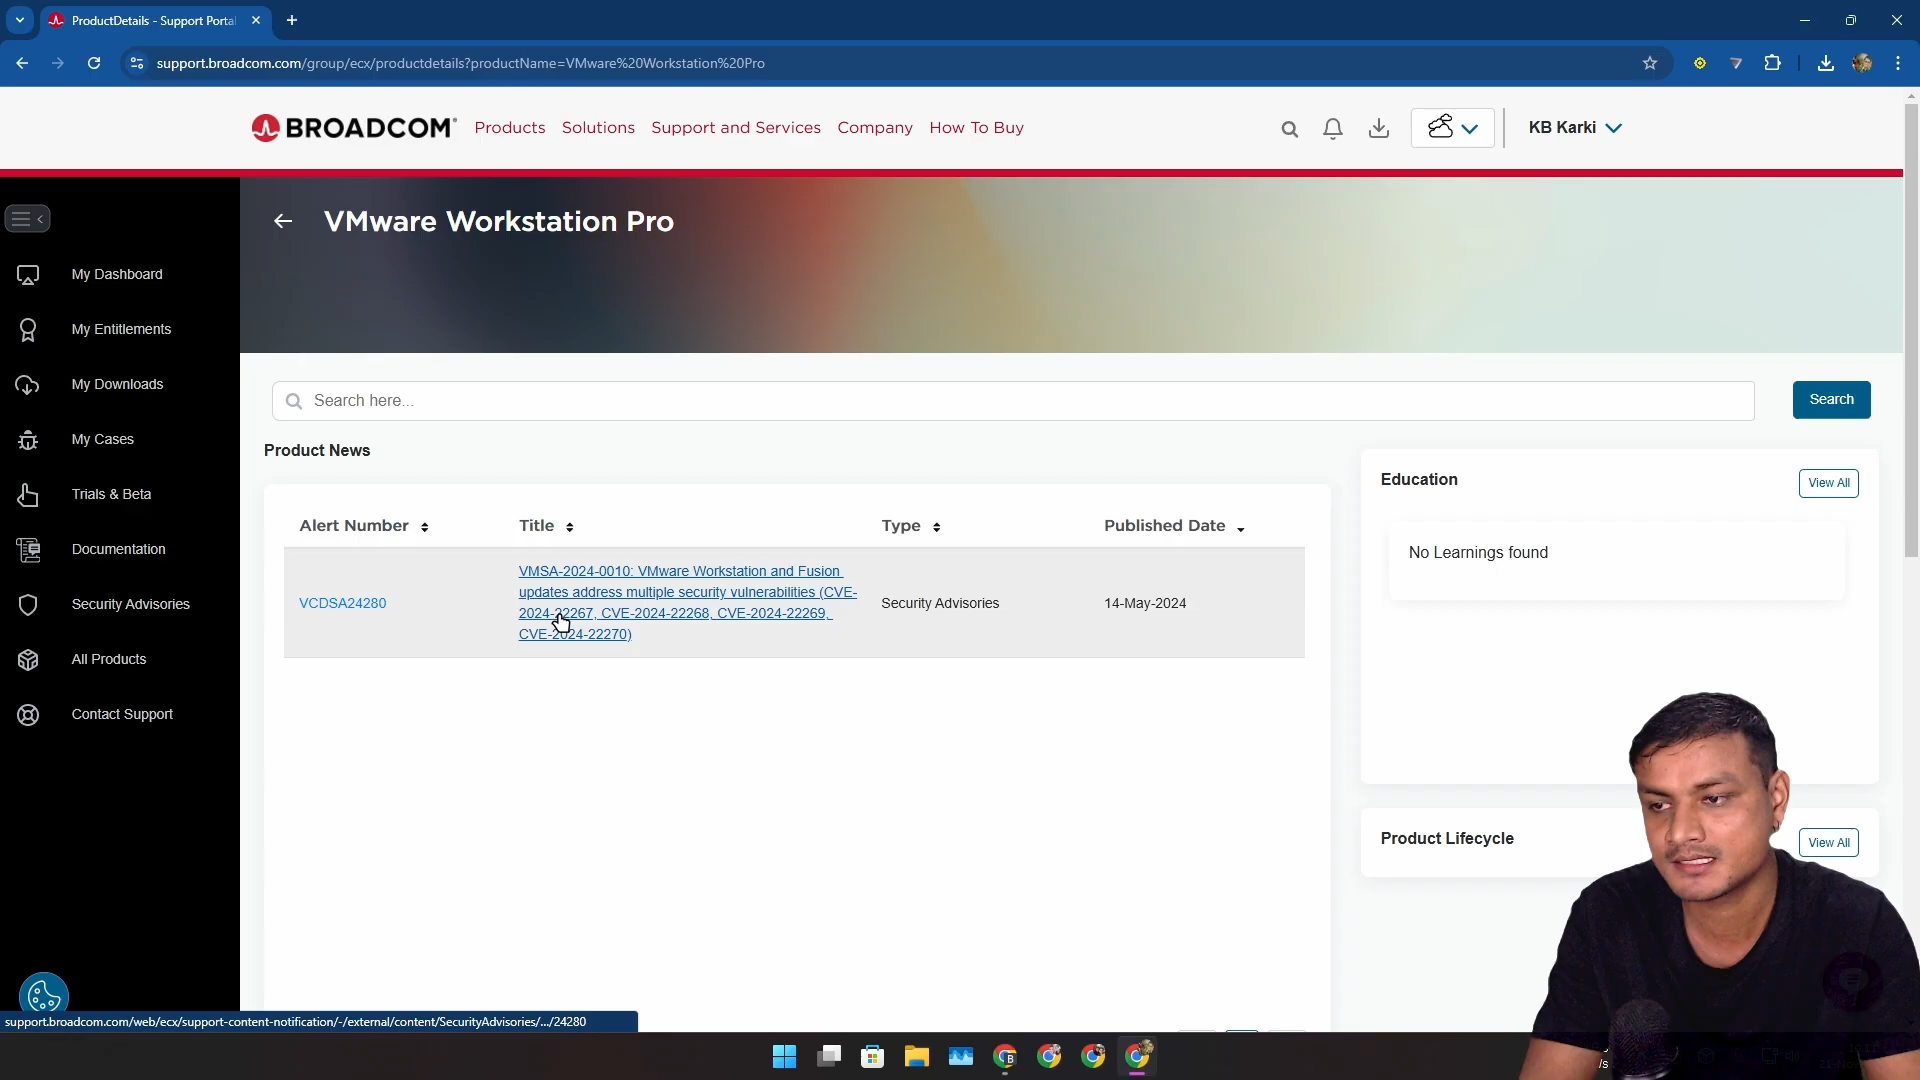 ProductDetails - Support Porta
support.broadcom.com/group/ecx/productdetails?productName=VMware%20Workstation%20Pro
BROADCOM
Products
Solutions
Support and Services
Company
How To Buy
KB Karki
VMware Workstation Pro
My Dashboard
My Entitlements
My Downloads
My Cases
Trials & Beta
Documentation
Security Advisories
All Products
Contact Support
Search here...
Search
Product News
Alert Number
Title
Type
Published Date
VCDSA24280
VMSA-2024-0010: VMware Workstation and Fusion
updates address multiple security vulnerabilities (CVE-
2024-22267, CVE-2024-22268, CVE-2024-22269,
CVE-2024-22270)
Security Advisories
14-May-2024
Education
View All
No Learnings found
Product Lifecycle
View All
support.broadcom.com/web/ecx/support-content-notification/-/external/content/SecurityAdvisories/.../24280